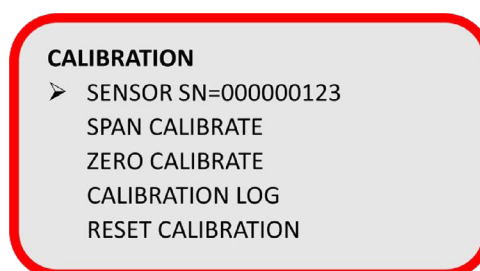 CALIBRATION
➢ SENSOR SN=000000123
SPAN CALIBRATE
ZERO CALIBRATE
CALIBRATION LOG
RESET CALIBRATION